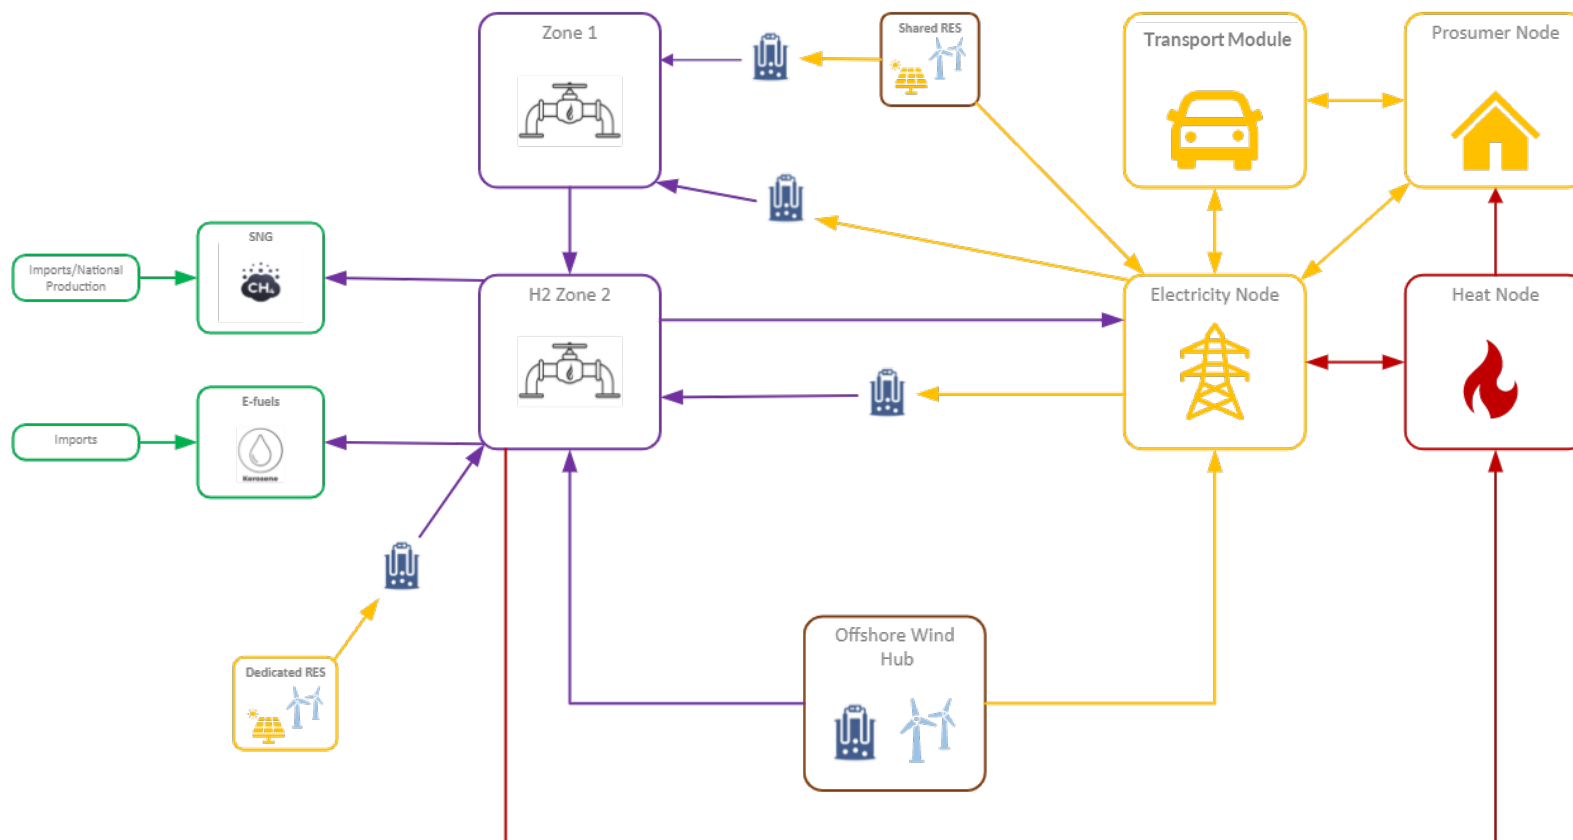 Zone 1
Shared RES
Transport Module
Prosumer Node
SNG
CH₄
Imports/National
Production
H2 Zone 2
Electricity Node
Heat Node
E-fuels
Kerosene
Imports
Offshore Wind
Hub
Dedicated RES